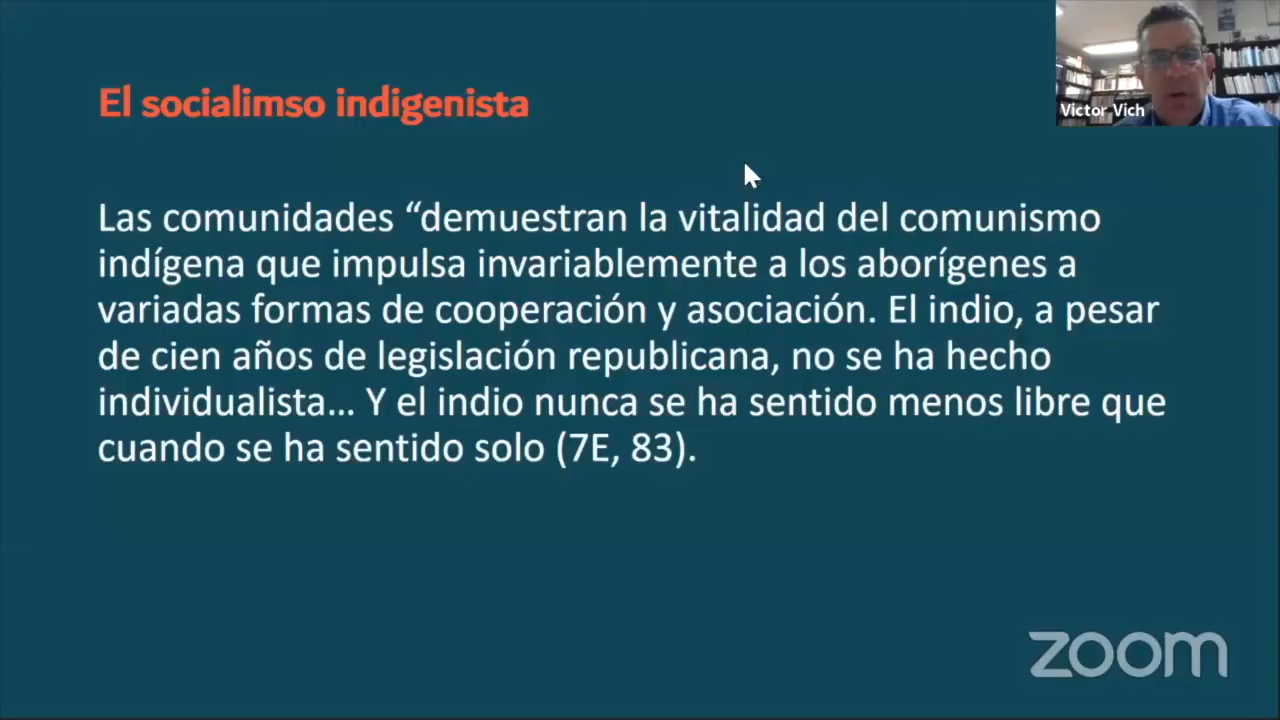 El socialimso indigenista
Victor Vich
Las comunidades “demuestran la vitalidad del comunismo
indígena que impulsa invariablemente a los aborígenes a
variadas formas de cooperación y asociación. El indio, a pesar
de cien años de legislación republicana, no se ha hecho
individualista... Y el indio nunca se ha sentido menos libre que
cuando se ha sentido solo (7E, 83).
zoom